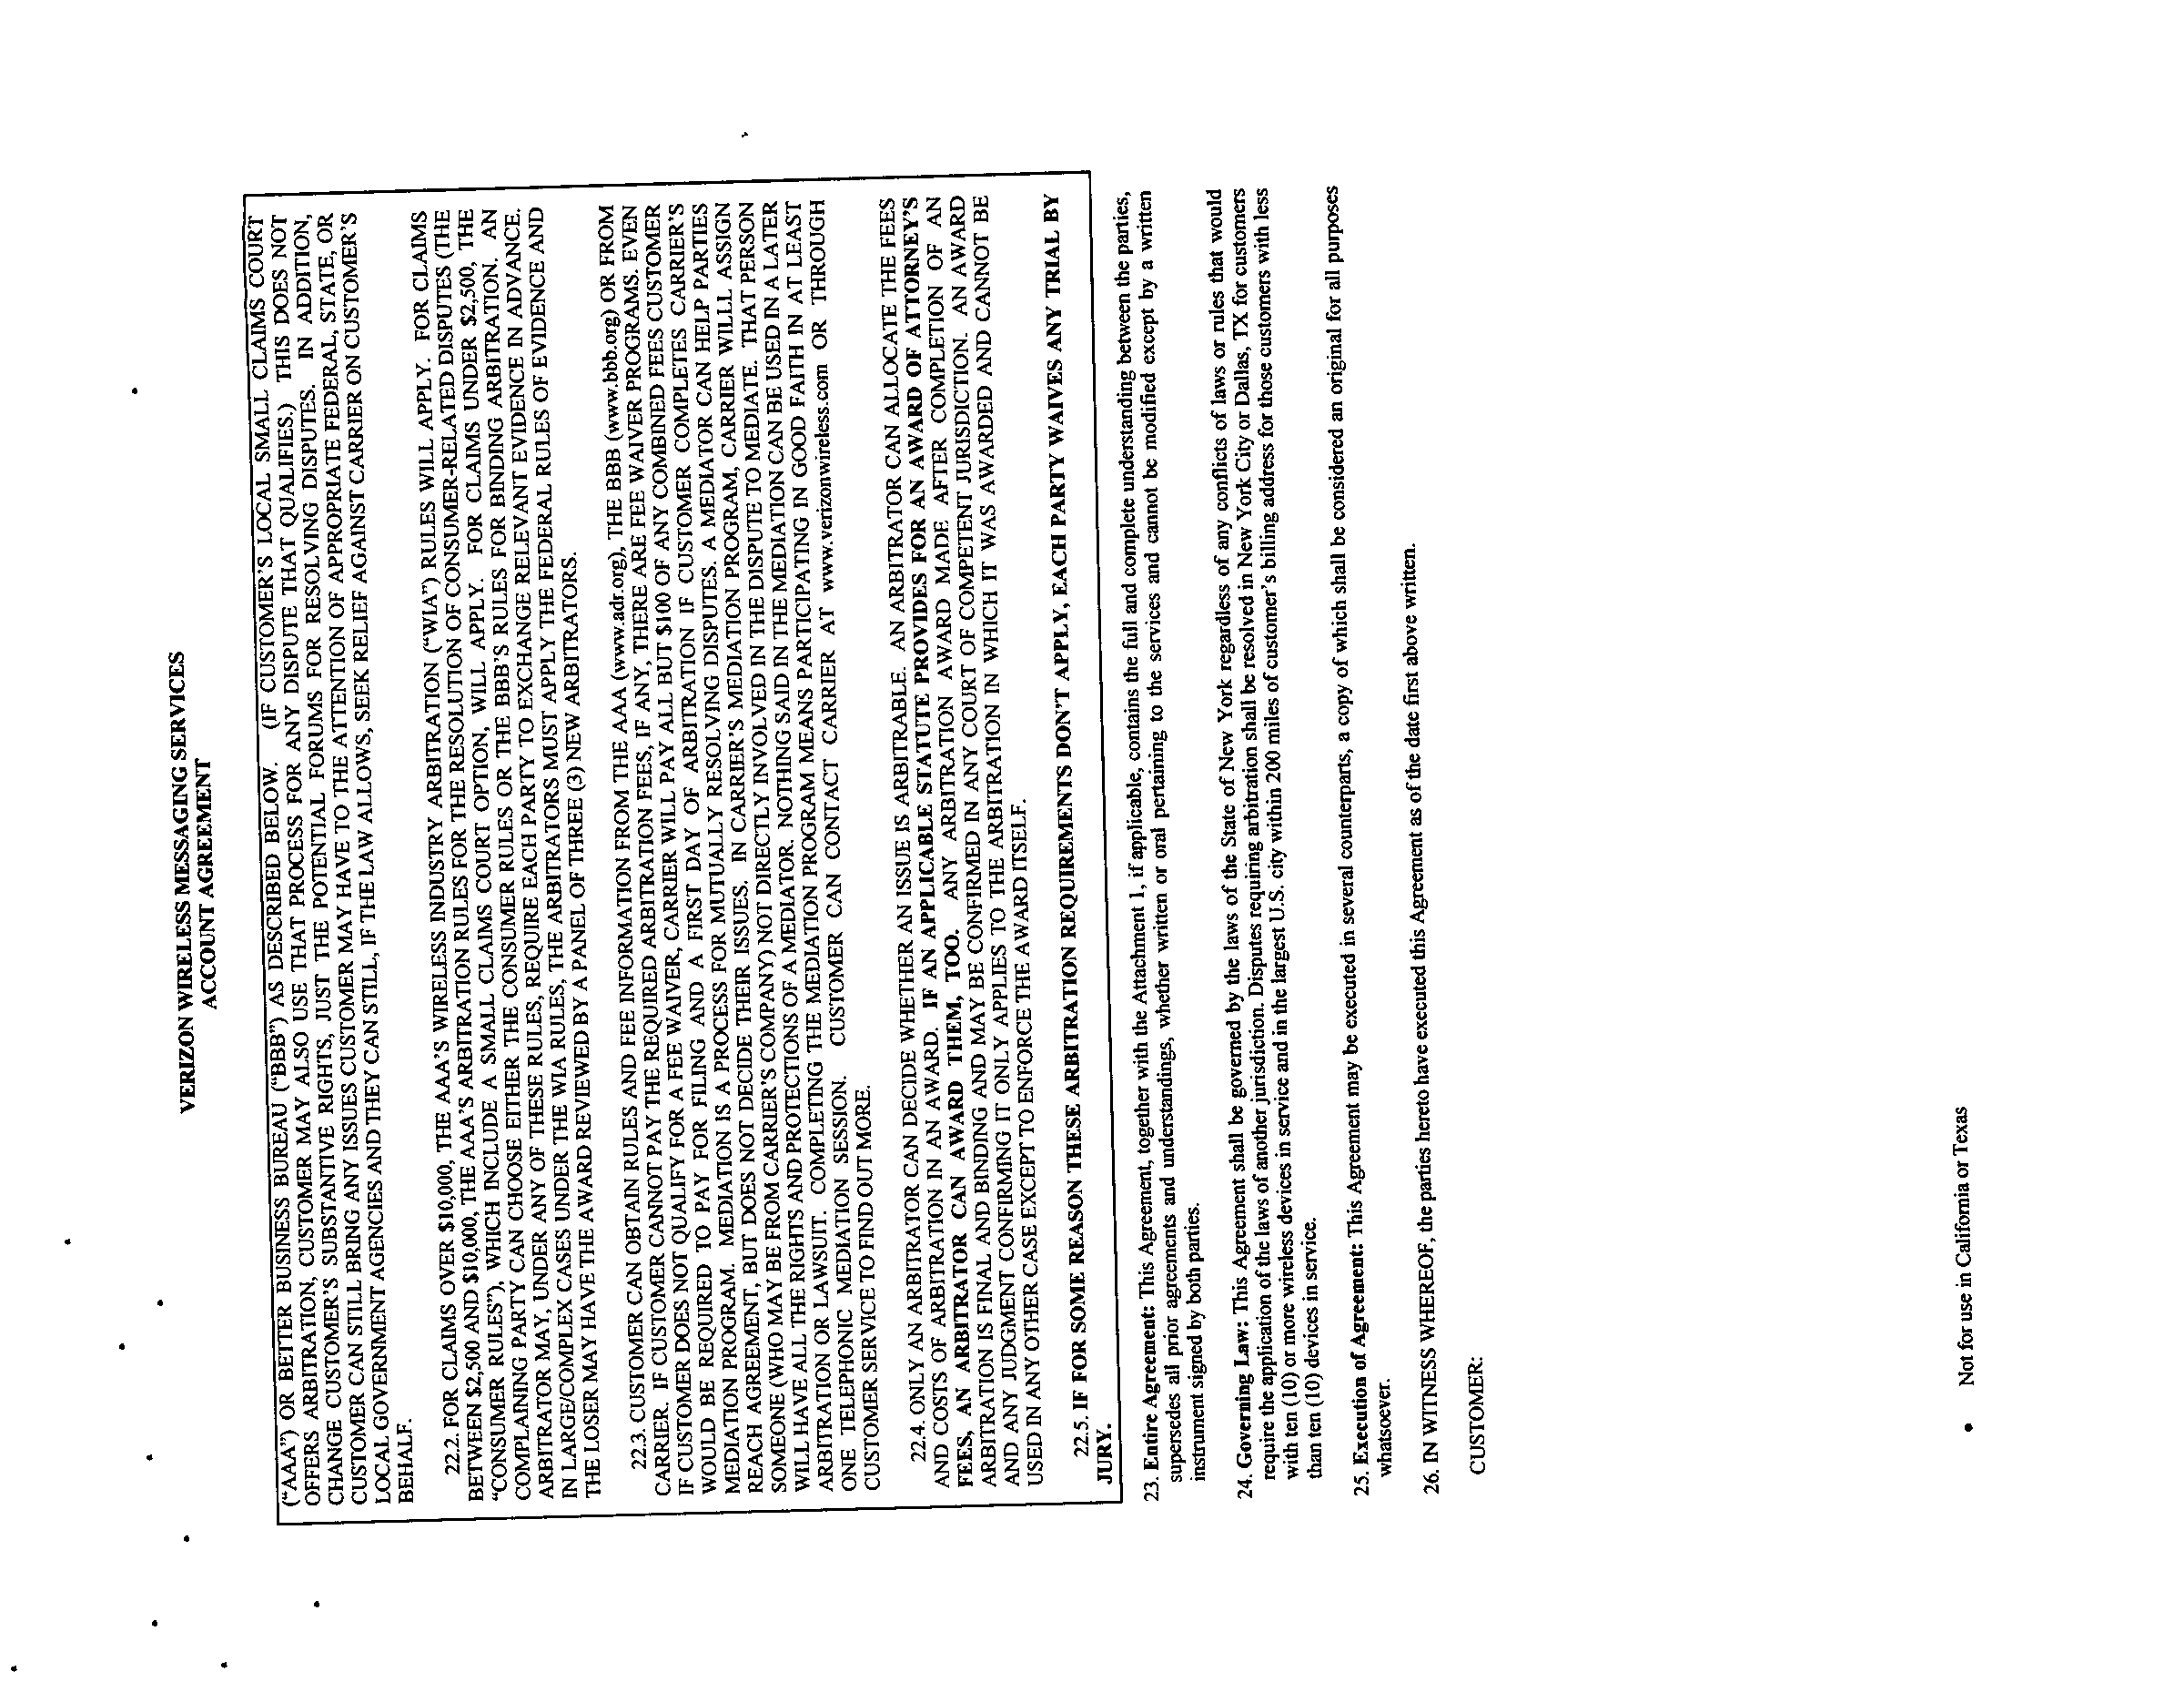 VERIZON WIRELESS MESSAGING SERVICES
ACCOUNT AGREEMENT
("AAA") OR BETTER BUSINESS BUREAU ("BBB") AS DESCRIBED BELOW. (IF CUSTOMER'S LOCAL SMALL CLAIMS COURT
OFFERS ARBITRATION, CUSTOMER MAY ALSO USE THAT PROCESS FOR ANY DISPUTE THAT QUALIFIES.) THIS DOES NOT
CHANGE CUSTOMER'S SUBSTANTIVE RIGHTS, JUST THE POTENTIAL FORUMS FOR RESOLVING DISPUTES. IN ADDITION,
CUSTOMER CAN STILL BRING ANY ISSUES CUSTOMER MAY HAVE TO THE ATTENTION OF APPROPRIATE FEDERAL, STATE, OR
LOCAL GOVERNMENT AGENCIES AND THEY CAN STILL, IF THE LAW ALLOWS, SEEK RELIEF AGAINST CARRIER ON CUSTOMER'S
BEHALF.
22.2. FOR CLAIMS OVER $10,000, THE AAA'S WIRELESS INDUSTRY ARBITRATION ("WIA") RULES WILL APPLY. FOR CLAIMS
BETWEEN $2,500 AND $10,000, THE AAA'S ARBITRATION RULES FOR THE RESOLUTION OF CONSUMER-RELATED DISPUTES (THE
"CONSUMER RULES"), WHICH INCLUDE A SMALL CLAIMS COURT OPTION, WILL APPLY. FOR CLAIMS UNDER $2,500, THE
COMPLAINING PARTY CAN CHOOSE EITHER THE CONSUMER RULES OR THE BBB'S RULES FOR BINDING ARBITRATION. AN
ARBITRATOR MAY, UNDER ANY OF THESE RULES, REQUIRE EACH PARTY TO EXCHANGE RELEVANT EVIDENCE IN ADVANCE.
IN LARGE/COMPLEX CASES UNDER THE WIA RULES, THE ARBITRATORS MUST APPLY THE FEDERAL RULES OF EVIDENCE AND
THE LOSER MAY HAVE THE AWARD REVIEWED BY A PANEL OF THREE (3) NEW ARBITRATORS.
22.3. CUSTOMER CAN OBTAIN RULES AND FEE INFORMATION FROM THE AAA (www.adr.org), THE BBB (www.bbb.org) OR FROM
CARRIER. IF CUSTOMER CANNOT PAY THE REQUIRED ARBITRATION FEES, IF ANY, THERE ARE FEE WAIVER PROGRAMS. EVEN
IF CUSTOMER DOES NOT QUALIFY FOR A FEE WAIVER, CARRIER WILL PAY ALL BUT $100 OF ANY COMBINED FEES CUSTOMER
WOULD BE REQUIRED TO PAY FOR FILING AND A FIRST DAY OF ARBITRATION IF CUSTOMER COMPLETES CARRIER'S
MEDIATION PROGRAM. MEDIATION IS A PROCESS FOR MUTUALLY RESOLVING DISPUTES. A MEDIATOR CAN HELP PARTIES
REACH AGREEMENT, BUT DOES NOT DECIDE THEIR ISSUES. IN CARRIER'S MEDIATION PROGRAM, CARRIER WILL ASSIGN
SOMEONE (WHO MAY BE FROM CARRIER'S COMPANY) NOT DIRECTLY INVOLVED IN THE DISPUTE TO MEDIATE. THAT PERSON
WILL HAVE ALL THE RIGHTS AND PROTECTIONS OF A MEDIATOR. NOTHING SAID IN THE MEDIATION CAN BE USED IN A LATER
ARBITRATION OR LAWSUIT. COMPLETING THE MEDIATION PROGRAM MEANS PARTICIPATING IN GOOD FAITH IN AT LEAST
ONE TELEPHONIC MEDIATION SESSION. CUSTOMER CAN CONTACT CARRIER AT www.verizonwireless.com OR THROUGH
CUSTOMER SERVICE TO FIND OUT MORE.
22.4. ONLY AN ARBITRATOR CAN DECIDE WHETHER AN ISSUE IS ARBITRABLE. AN ARBITRATOR CAN ALLOCATE THE FEES
AND COSTS OF ARBITRATION IN AN AWARD. IF AN APPLICABLE STATUTE PROVIDES FOR AN AWARD OF ATTORNEY'S
FEES, AN ARBITRATOR CAN AWARD THEM, TOO. ANY ARBITRATION AWARD MADE AFTER COMPLETION OF AN
ARBITRATION IS FINAL AND BINDING AND MAY BE CONFIRMED IN ANY COURT OF COMPETENT JURISDICTION. AN AWARD
AND ANY JUDGMENT CONFIRMING IT ONLY APPLIES TO THE ARBITRATION IN WHICH IT WAS AWARDED AND CANNOT BE
USED IN ANY OTHER CASE EXCEPT TO ENFORCE THE AWARD ITSELF.
22.5. IF FOR SOME REASON THESE ARBITRATION REQUIREMENTS DON'T APPLY, EACH PARTY WAIVES ANY TRIAL BY
JURY.
23. Entire Agreement: This Agreement, together with the Attachment 1, if applicable, contains the full and complete understanding between the parties,
supersedes all prior agreements and understandings, whether written or oral pertaining to the services and cannot be modified except by a written
instrument signed by both parties.
24. Governing Law: This Agreement shall be governed by the laws of the State of New York regardless of any conflicts of laws or rules that would
require the application of the laws of another jurisdiction. Disputes requiring arbitration shall be resolved in New York City or Dallas, TX for customers
with ten (10) or more wireless devices in service and in the largest U.S. city within 200 miles of customer's billing address for those customers with less
than ten (10) devices in service.
25. Execution of Agreement: This Agreement may be executed in several counterparts, a copy of which shall be considered an original for all purposes
whatsoever.
26. IN WITNESS WHEREOF, the parties hereto have executed this Agreement as of the date first above written.
CUSTOMER:
• Not for use in California or Texas